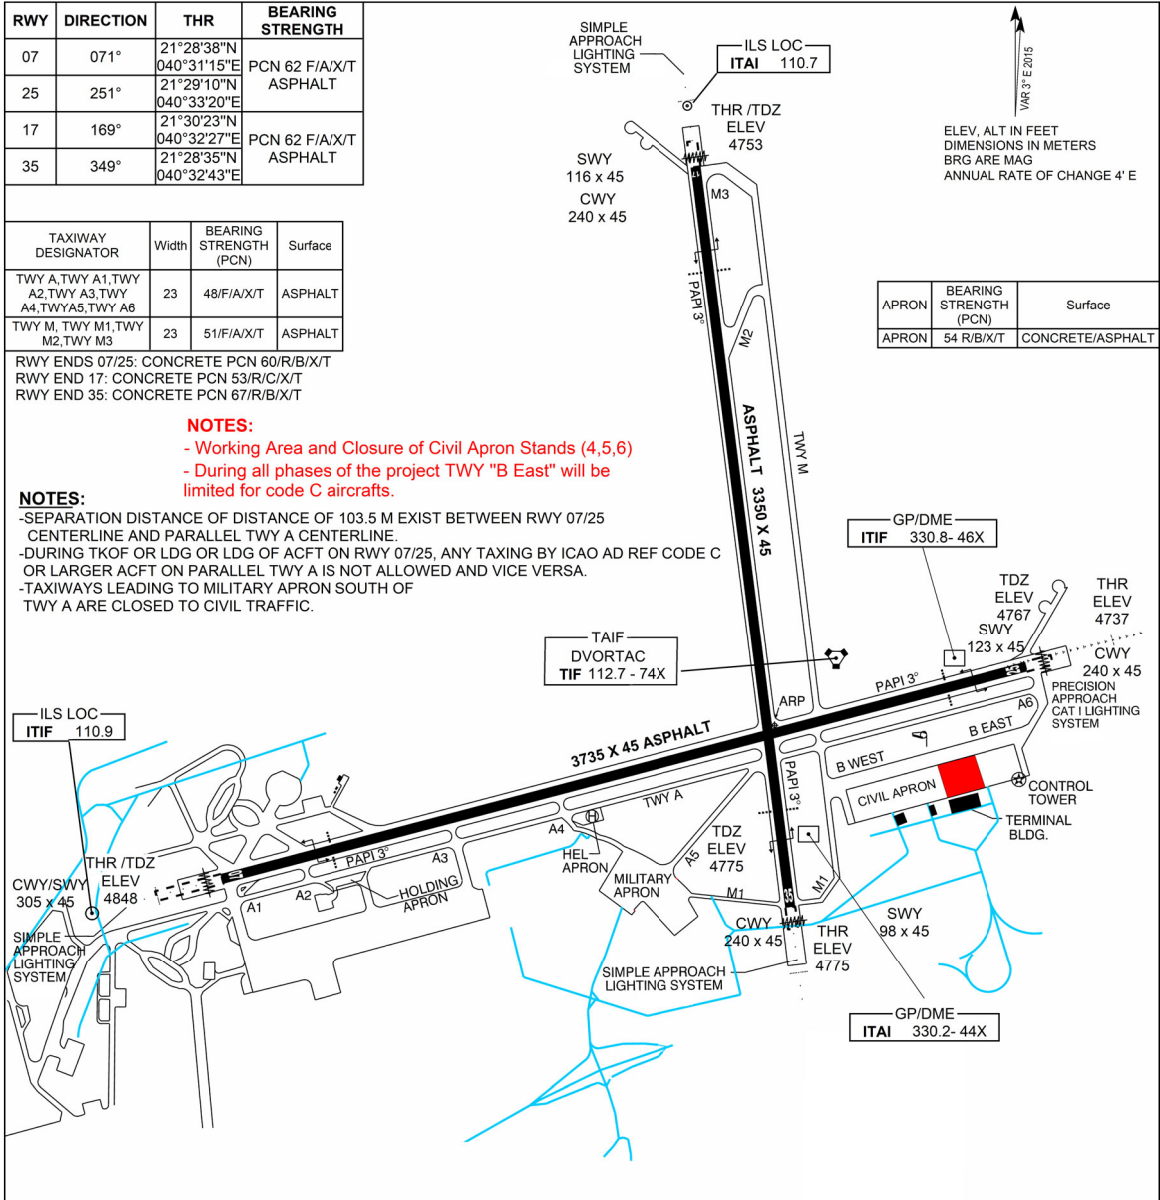 RWY DIRECTION THR BEARING STRENGTH
07 071° 21°28'38"N 040°31'15"E PCN 62 F/A/X/T ASPHALT
25 251° 21°29'10"N 040°33'20"E
17 169° 21°30'23"N 040°32'27"E PCN 62 F/A/X/T ASPHALT
35 349° 21°28'35"N 040°32'43"E
TAXIWAY DESIGNATOR Width BEARING STRENGTH (PCN) Surface
TWY A,TWY A1,TWY A2,TWY A3,TWY A4,TWYA5,TWY A6 23 48/F/A/X/T ASPHALT
TWY M, TWY M1,TWY M2,TWY M3 23 51/F/A/X/T ASPHALT
RWY ENDS 07/25: CONCRETE PCN 60/R/B/X/T
RWY END 17: CONCRETE PCN 53/R/C/X/T
RWY END 35: CONCRETE PCN 67/R/B/X/T
NOTES:
- Working Area and Closure of Civil Apron Stands (4,5,6)
- During all phases of the project TWY "B East" will be
limited for code C aircrafts.
NOTES:
-SEPARATION DISTANCE OF DISTANCE OF 103.5 M EXIST BETWEEN RWY 07/25
CENTERLINE AND PARALLEL TWY A CENTERLINE.
-DURING TKOF OR LDG OR LDG OF ACFT ON RWY 07/25, ANY TAXING BY ICAO AD REF CODE C
OR LARGER ACFT ON PARALLEL TWY A IS NOT ALLOWED AND VICE VERSA.
-TAXIWAYS LEADING TO MILITARY APRON SOUTH OF
TWY A ARE CLOSED TO CIVIL TRAFFIC.
SIMPLE
APPROACH
LIGHTING
SYSTEM
ILS LOC
ITAI 110.7
THR /TDZ
ELEV
4753
SWY
116 x 45
CWY
240 x 45
17
M3
PAPI 3°
M2
ASPHALT 3350 X 45
TWY M
VAR 3° E 2015
ELEV, ALT IN FEET
DIMENSIONS IN METERS
BRG ARE MAG
ANNUAL RATE OF CHANGE 4' E
APRON BEARING STRENGTH (PCN) Surface
APRON 54 R/B/X/T CONCRETE/ASPHALT
GP/DME
ITIF 330.8- 46X
TDZ
ELEV
4767
THR
ELEV
4737
SWY
123 x 45
CWY
240 x 45
25
PAPI 3°
PRECISION
APPROACH
CAT I LIGHTING
SYSTEM
TAIF
DVORTAC
TIF 112.7 - 74X
ARP
A6
B EAST
B WEST
CIVIL APRON
CONTROL
TOWER
TERMINAL
BLDG.
ILS LOC
ITIF 110.9
3735 X 45 ASPHALT
PAPI 3°
TWY A
A4
H
HEL
APRON
MILITARY
APRON
A5
TDZ
ELEV
4775
M1
M1
35
CWY
240 x 45
THR
ELEV
4775
SWY
98 x 45
SIMPLE APPROACH
LIGHTING SYSTEM
GP/DME
ITAI 330.2- 44X
THR /TDZ
ELEV
4848
CWY/SWY
305 x 45
SIMPLE
APPROACH
LIGHTING
SYSTEM
PAPI 3°
A3
A2
A1
HOLDING
APRON